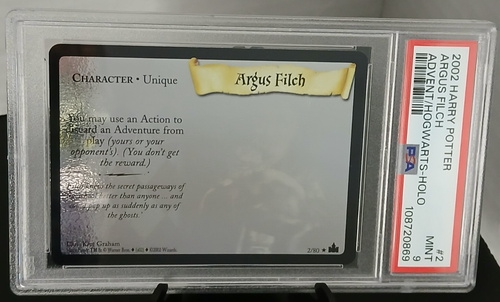 Argus Filch
CHARACTER • Unique
You may use an Action to
discard an Adventure from
play (yours or your
opponent's). (You don't get
the reward.)
the secret passageways of
better than anyone ... and
pop up as suddenly as any of
the ghosts.
Graham
2/80
2002 HARRY POTTER
ARGUS FILCH
ADVENT/HOGWARTS-HOLO
#2
MINT
9
PSA
108720869